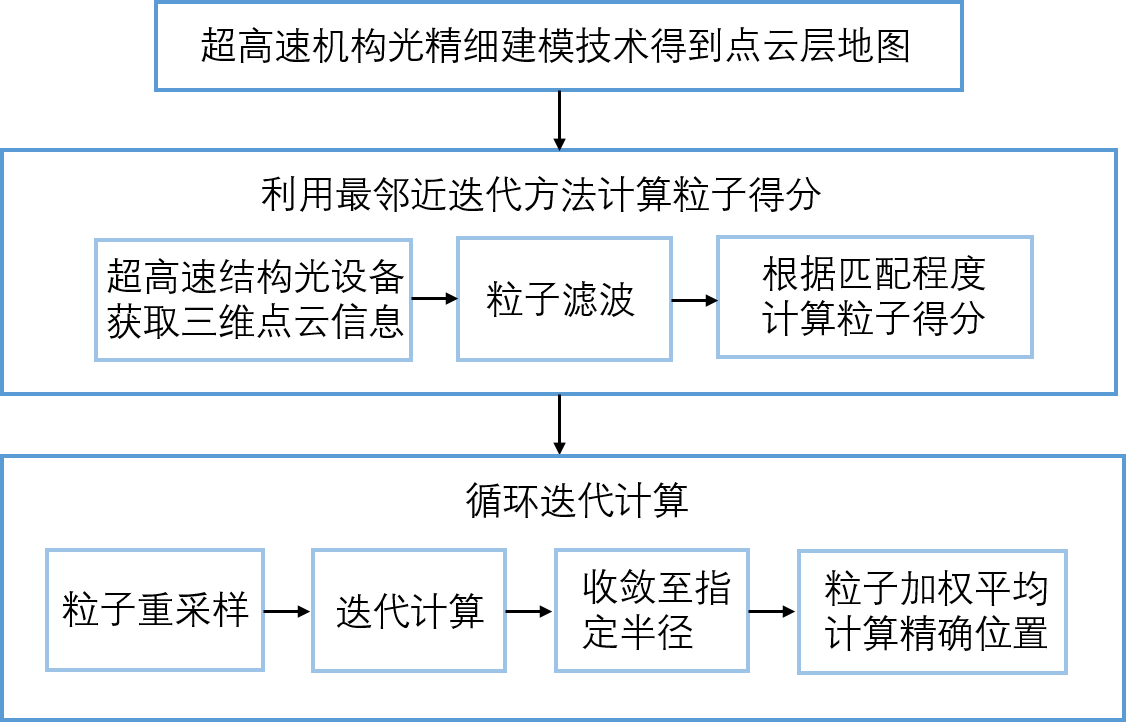 超高速机构光精细建模技术得到点云层地图
利用最邻近迭代方法计算粒子得分
超高速结构光设备
获取三维点云信息
粒子滤波
根据匹配程度
计算粒子得分
循环迭代计算
粒子重采样
迭代计算
收敛至指
定半径
粒子加权平均
计算精确位置